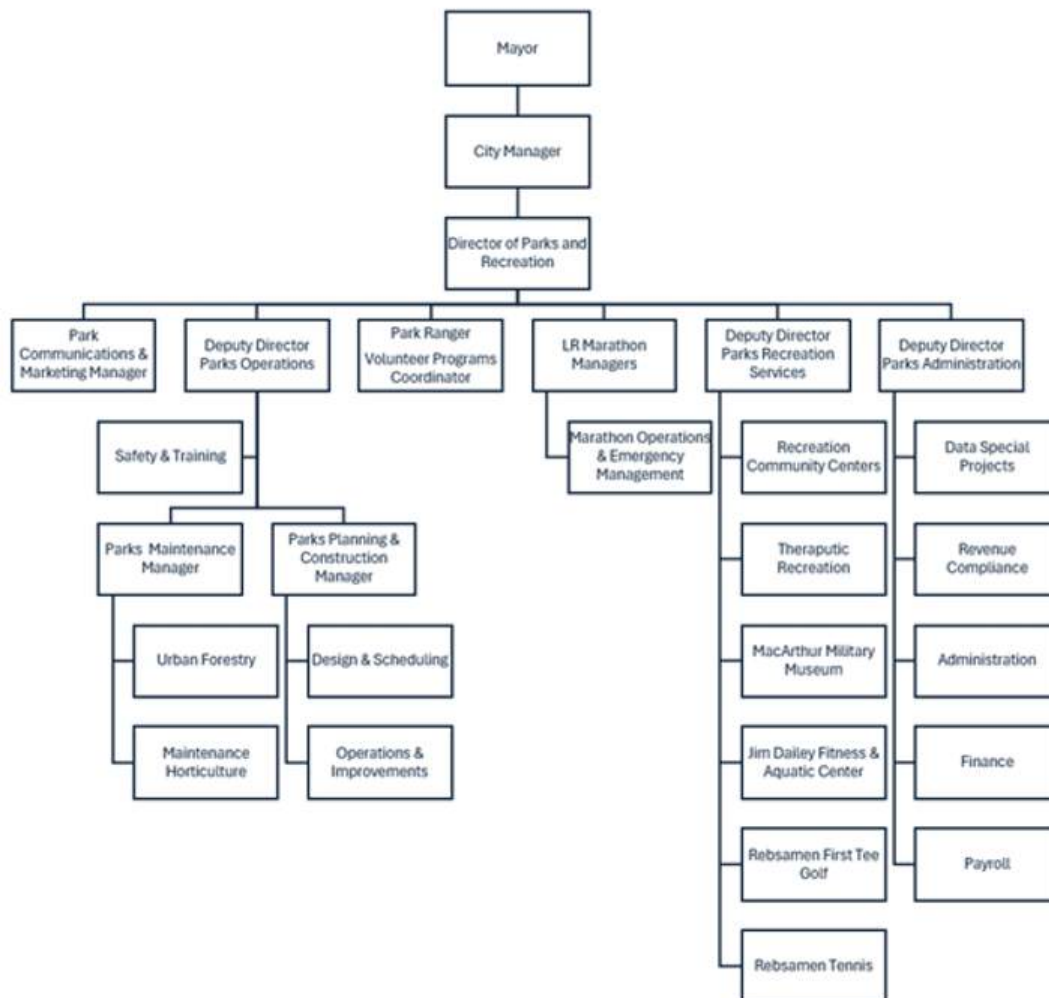 Mayor
City Manager
Director of Parks and
Recreation
Park
Communications &
Marketing Manager
Deputy Director
Parks Operations
Park Ranger
Volunteer Programs
Coordinator
LR Marathon
Managers
Deputy Director
Parks Recreation
Services
Deputy Director
Parks Administration
Safety & Training
Marathon Operations
& Emergency
Management
Recreation
Community Centers
Data Special
Projects
Parks Maintenance
Manager
Parks Planning &
Construction
Manager
Theraputic
Recreation
Revenue
Compliance
Urban Forestry
Design & Scheduling
MacArthur Military
Museum
Administration
Maintenance
Horticulture
Operations &
Improvements
Jim Dailey Fitness &
Aquatic Center
Finance
Rebsamen First Tee
Golf
Payroll
Rebsamen Tennis